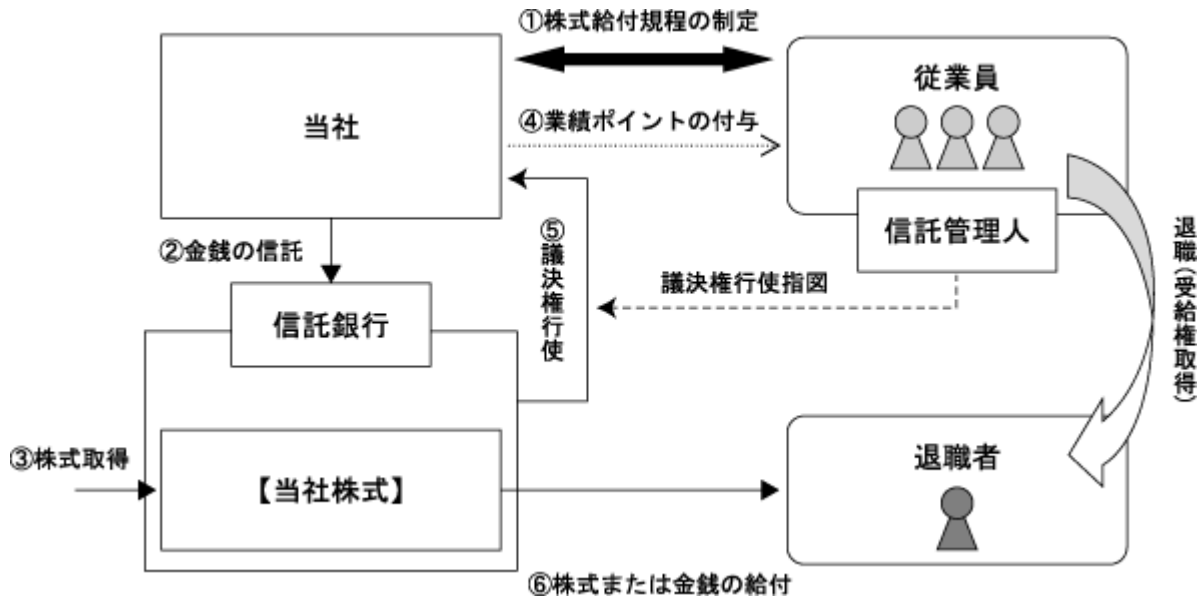 ①株式給付規程の制定
当社
従業員
④業績ポイントの付与
信託管理人
②金銭の信託
⑤議決権行使
議決権行使指図
退職(受給権取得)
信託銀行
③株式取得
【当社株式】
退職者
⑥株式または金銭の給付